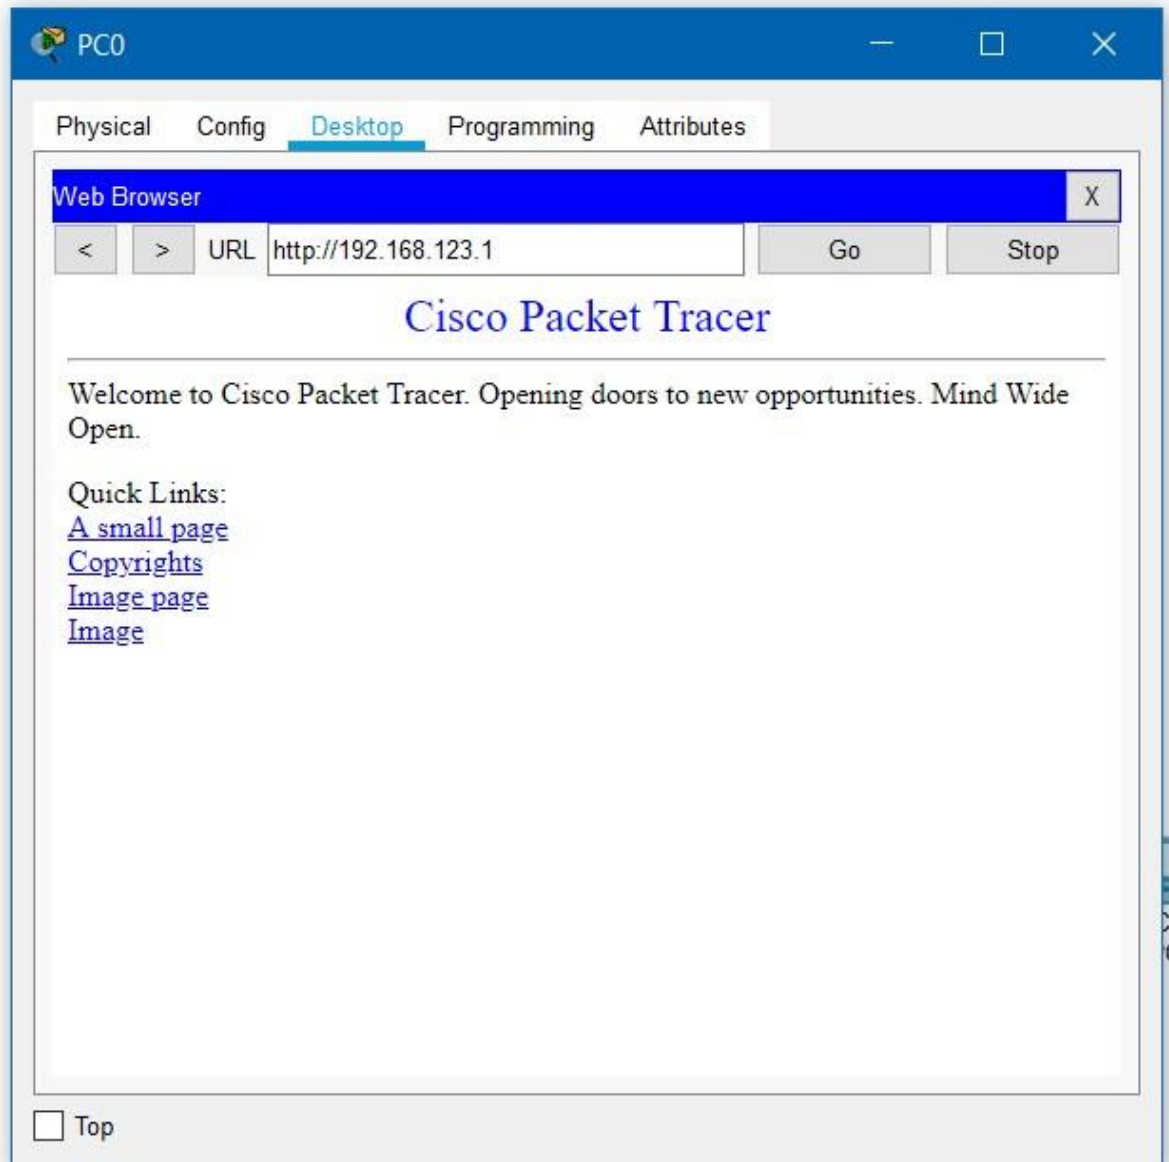 PC0
Physical Config Desktop Programming Attributes
Web Browser X
< > URL http://192.168.123.1 Go Stop
Cisco Packet Tracer
Welcome to Cisco Packet Tracer. Opening doors to new opportunities. Mind Wide
Open.
Quick Links:
A small page
Copyrights
Image page
Image
Top